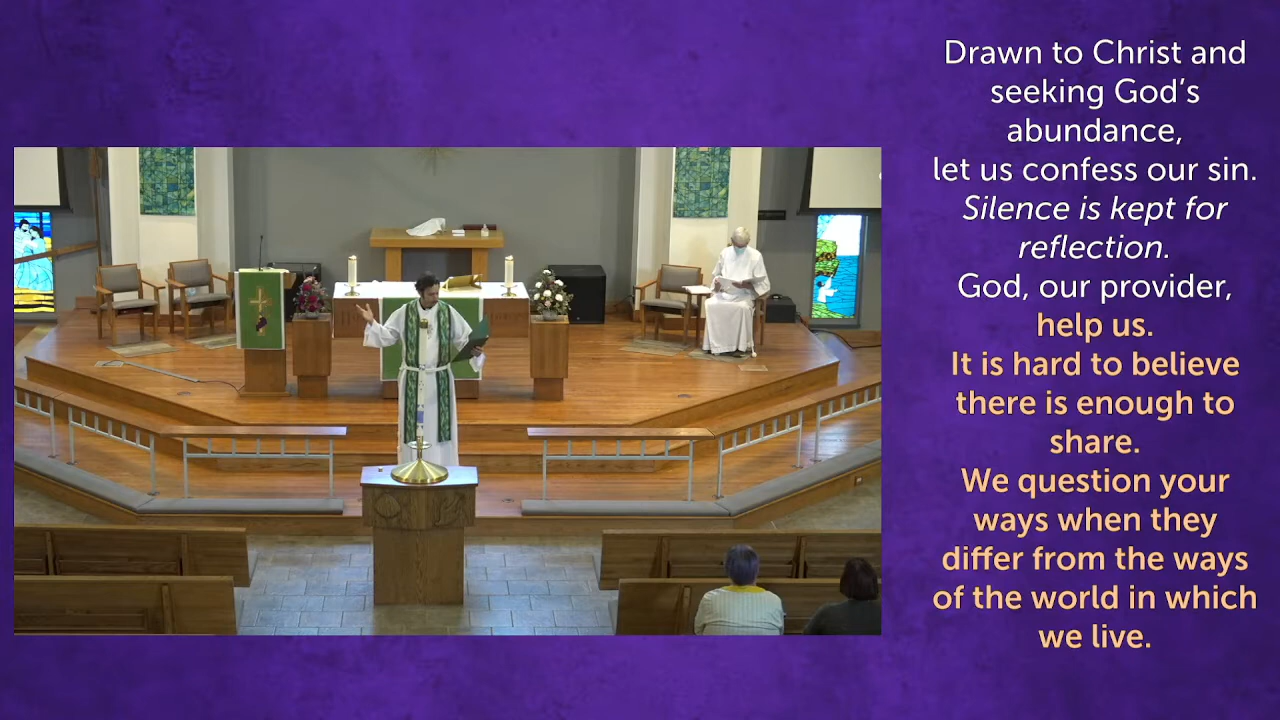 Drawn to Christ and
seeking God’s
abundance,
let us confess our sin.
Silence is kept for
reflection.
God, our provider,
help us.
It is hard to believe
there is enough to
share.
We question your
ways when they
differ from the ways
of the world in which
we live.